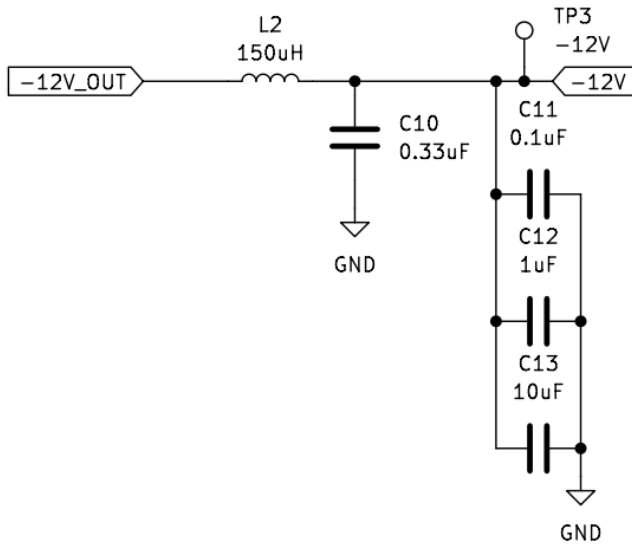 L2
150uH
TP3
-12V
-12V_OUT
-12V
C10
0.33uF
GND
C11
0.1uF
C12
1uF
C13
10uF
GND